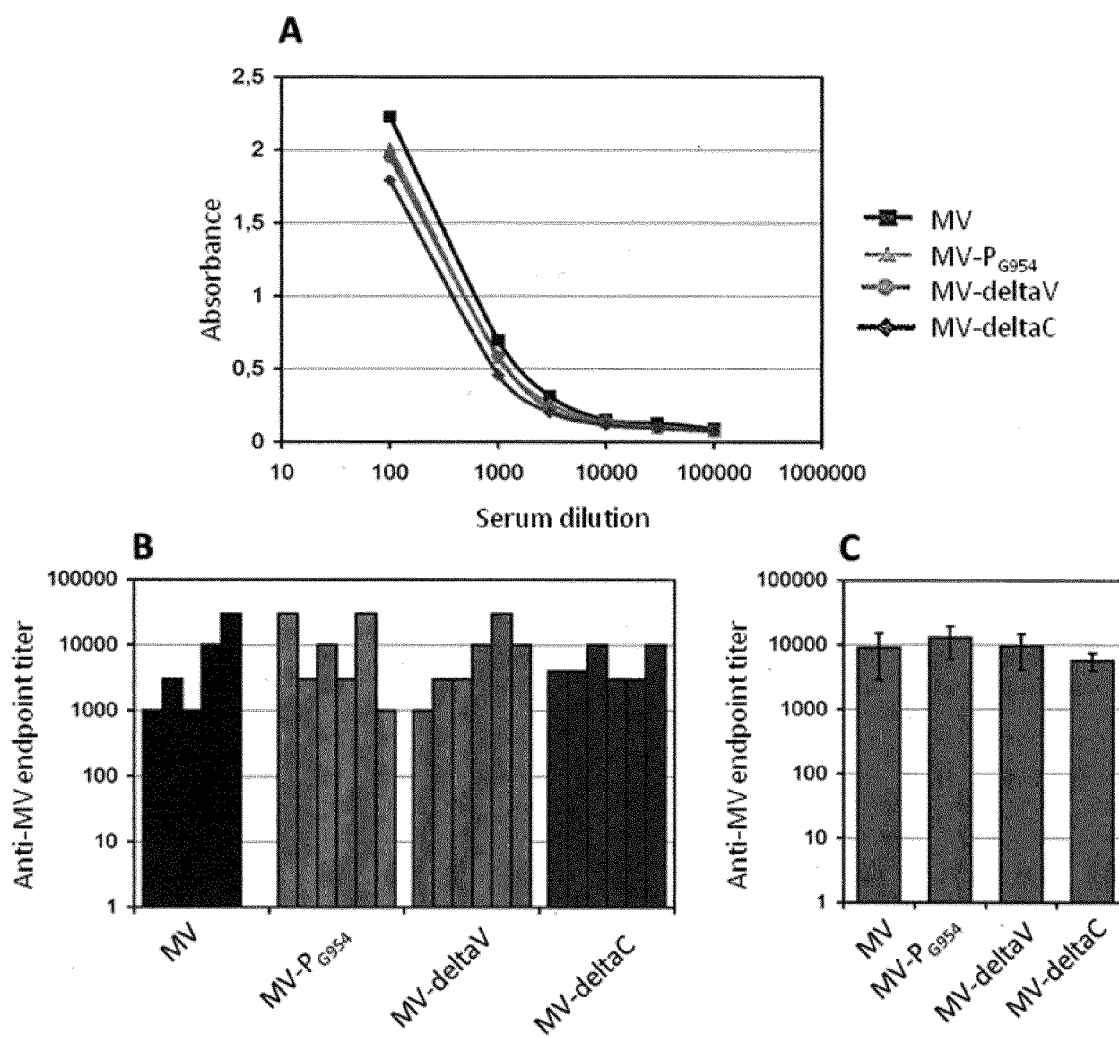 A
2,5
2
1,5
1
0,5
0
Absorbance
10 100 1000 10000 100000 1000000
Serum dilution
MV
MV-PG954
MV-deltaV
MV-deltaC
B
100000
10000
1000
100
10
1
Anti-MV endpoint titer
MV
MV-PG954
MV-deltaV
MV-deltaC
C
100000
10000
1000
100
10
1
Anti-MV endpoint titer
MV
MV-PG954
MV-deltaV
MV-deltaC